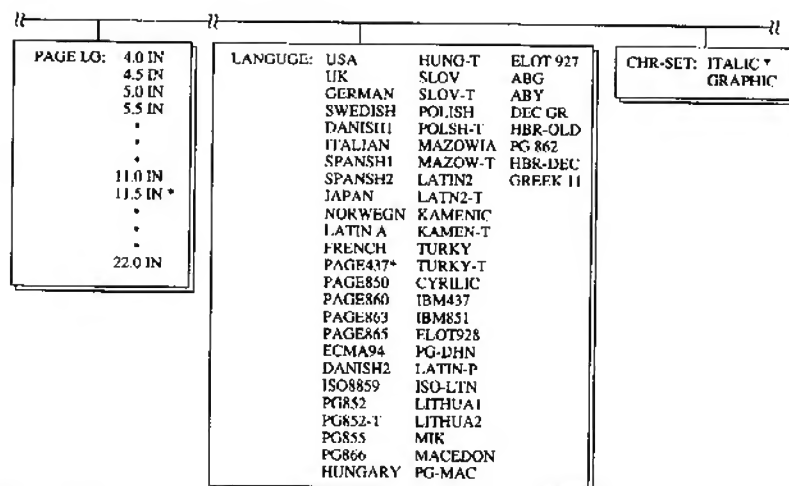 PAGE LG: 4.0 IN
4.5 IN
5.0 IN
5.5 IN
11.0 IN
11.5 IN *
22.0 IN
LANGUGE: USA HUNG-T ELOT 927
UK SLOV ABG
GERMAN SLOV-T ABY
SWEDISH POLISH DEC GR
DANISH1 POLSH-T HBR-OLD
ITALIAN MAZOWIA PG 862
SPANSH1 MAZOW-T HBR-DEC
SPANSH2 LATIN2 GREEK 11
JAPAN LATN2-T
NORWEGN KAMENIC
LATIN A KAMEN-T
FRENCH TURKY
PAGE437* TURKY-T
PAGE850 CYRILIC
PAGE860 IBM437
PAGE863 IBM851
PAGE865 ELOT928
ECMA94 PG-DHN
DANISH2 LATIN-P
ISO8859 ISO-LTN
PG852 LITHUA1
PG852-T LITHUA2
PG855 MIK
PG866 MACEDON
HUNGARY PG-MAC
CHR-SET: ITALIC *
GRAPHIC